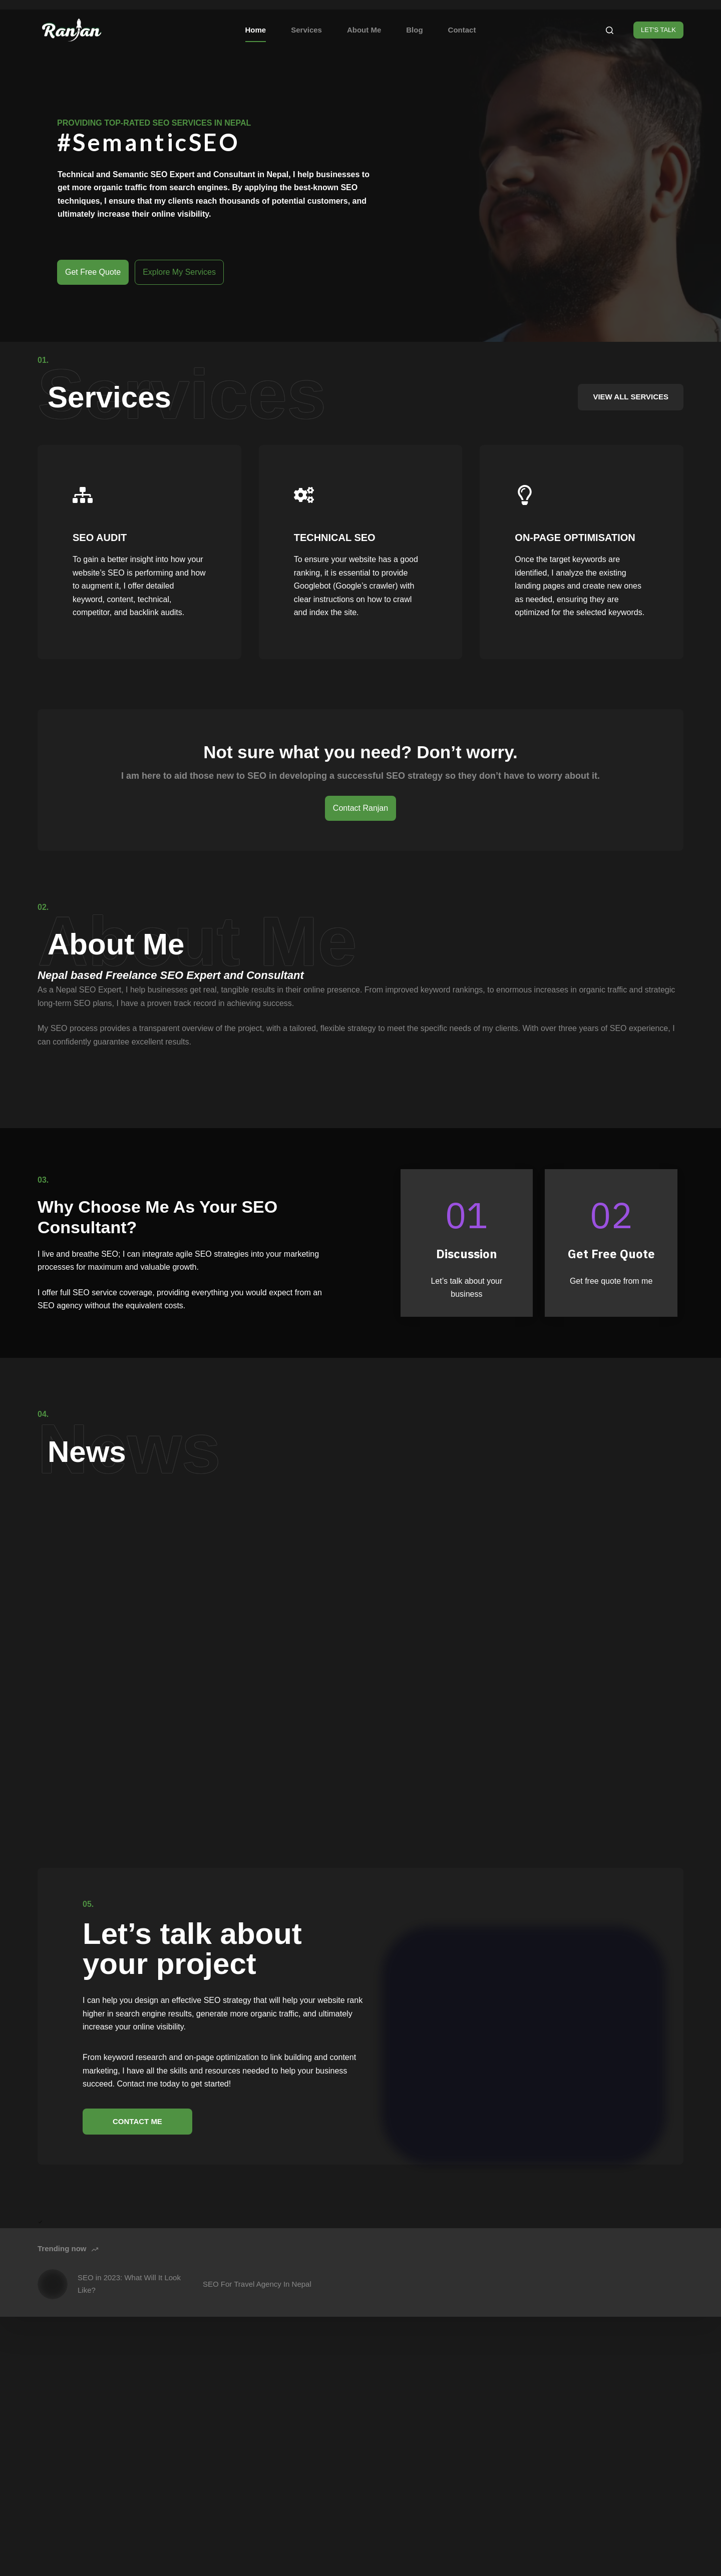 Ranjan
Home Services About Me Blog Contact
LET'S TALK
PROVIDING TOP-RATED SEO SERVICES IN NEPAL
#SemanticSEO
Technical and Semantic SEO Expert and Consultant in Nepal, I help businesses to
get more organic traffic from search engines. By applying the best-known SEO
techniques, I ensure that my clients reach thousands of potential customers, and
ultimately increase their online visibility.
Get Free Quote Explore My Services
01.
Services
Services
VIEW ALL SERVICES
SEO AUDIT
To gain a better insight into how your
website's SEO is performing and how
to augment it, I offer detailed
keyword, content, technical,
competitor, and backlink audits.
TECHNICAL SEO
To ensure your website has a good
ranking, it is essential to provide
Googlebot (Google's crawler) with
clear instructions on how to crawl
and index the site.
ON-PAGE OPTIMISATION
Once the target keywords are
identified, I analyze the existing
landing pages and create new ones
as needed, ensuring they are
optimized for the selected keywords.
Not sure what you need? Don’t worry.
I am here to aid those new to SEO in developing a successful SEO strategy so they don’t have to worry about it.
Contact Ranjan
02.
About Me
About Me
Nepal based Freelance SEO Expert and Consultant
As a Nepal SEO Expert, I help businesses get real, tangible results in their online presence. From improved keyword rankings, to enormous increases in organic traffic and strategic
long-term SEO plans, I have a proven track record in achieving success.
My SEO process provides a transparent overview of the project, with a tailored, flexible strategy to meet the specific needs of my clients. With over three years of SEO experience, I
can confidently guarantee excellent results.
03.
Why Choose Me As Your SEO
Consultant?
I live and breathe SEO; I can integrate agile SEO strategies into your marketing
processes for maximum and valuable growth.
I offer full SEO service coverage, providing everything you would expect from an
SEO agency without the equivalent costs.
01
Discussion
Let's talk about your
business
02
Get Free Quote
Get free quote from me
04.
News
News
05.
Let’s talk about
your project
I can help you design an effective SEO strategy that will help your website rank
higher in search engine results, generate more organic traffic, and ultimately
increase your online visibility.
From keyword research and on-page optimization to link building and content
marketing, I have all the skills and resources needed to help your business
succeed. Contact me today to get started!
CONTACT ME
Trending now
SEO in 2023: What Will It Look
Like?
SEO For Travel Agency In Nepal